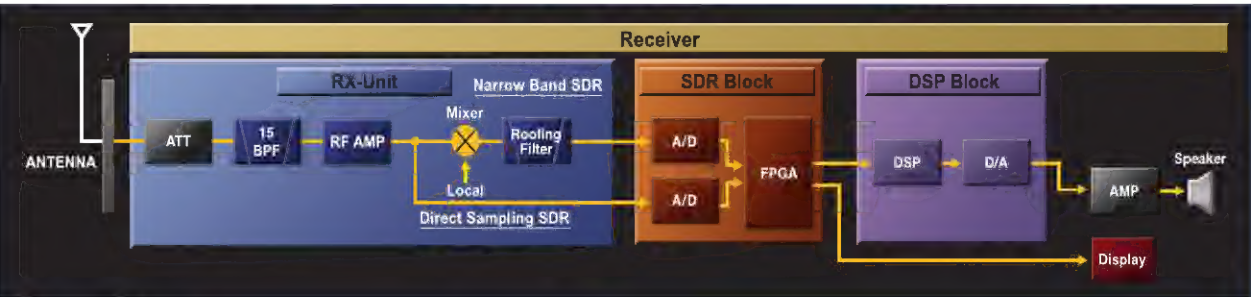 Receiver
RX-Unit
Narrow Band SDR
SDR Block
DSP Block
Mixer
ANTENNA
ATT
15
BPF
RF AMP
Roofing
Filter
A/D
FPGA
DSP
D/A
Speaker
Local
A/D
AMP
Direct Sampling SDR
Display